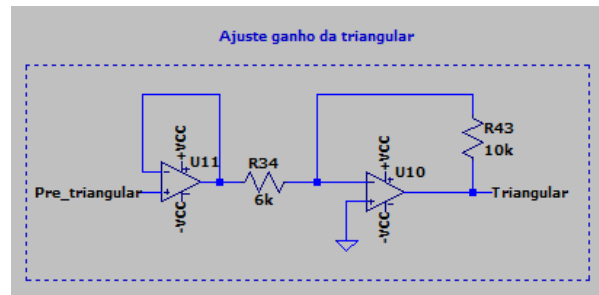 Ajuste ganho da triangular
+VCC
U11
-VCC
Pre_triangular
R34
6k
+VCC
U10
-VCC
R43
10k
Triangular